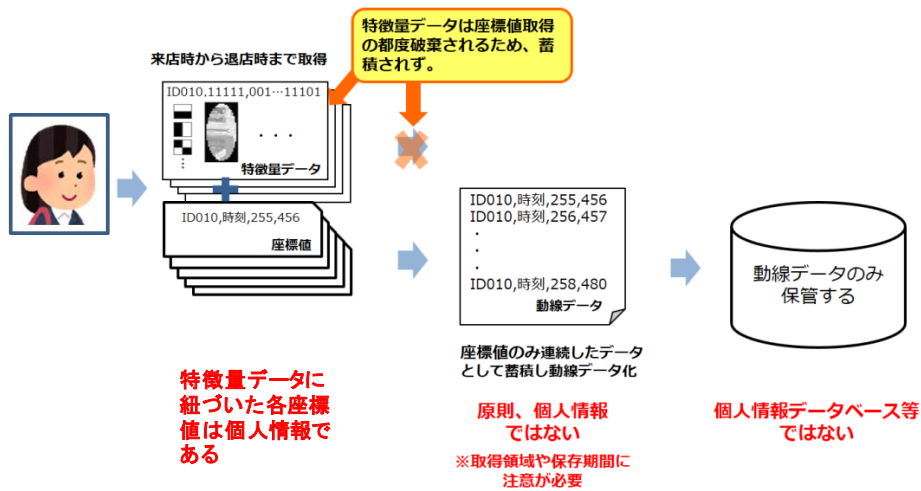 特徴量データは座標値取得
の都度破棄されるため、蓄
積されず。
来店時から退店時まで取得
ID010,11111,001…11101
・・・
特徴量データ
ID010,時刻,255,456
座標値
ID010,時刻,255,456
ID010,時刻,256,457
・
・
・
ID010,時刻,258,480
動線データ
動線データのみ
保管する
座標値のみ連続したデータ
として蓄積し動線データ化
特徴量データに
紐づいた各座標
値は個人情報で
ある
原則、個人情報
ではない
※取得領域や保存期間に
注意が必要
個人情報データベース等
ではない